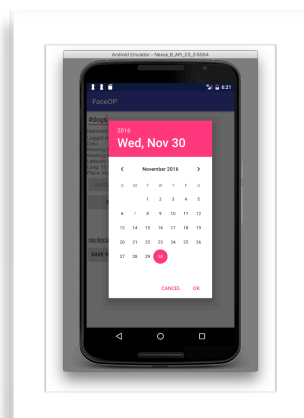 Android Emulator - Nexus_6_API_23_2:5554
6:21
FaceOP
#dogs
2016
Wed, Nov 30
November 2016
S M T W T F S
1 2 3 4 5
6 7 8 9 10 11 12
13 14 15 16 17 18 19
20 21 22 23 24 25 26
27 28 29 30
CANCEL OK